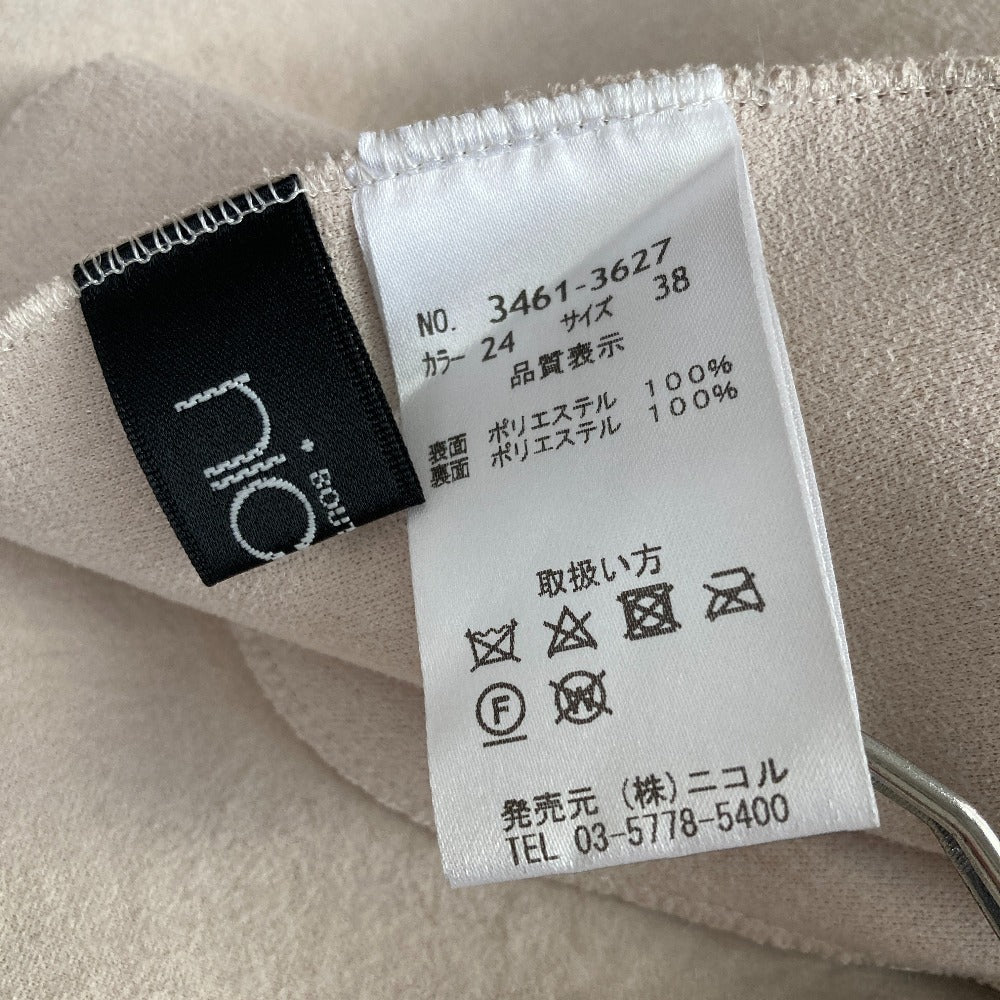 nic
BOUT
NO. 3461-3627
カラー 24 サイズ 38
品質表示
表面 ポリエステル 100%
裏面 ポリエステル 100%
取扱い方
F W
発売元 (株)ニコル
TEL 03-5778-5400